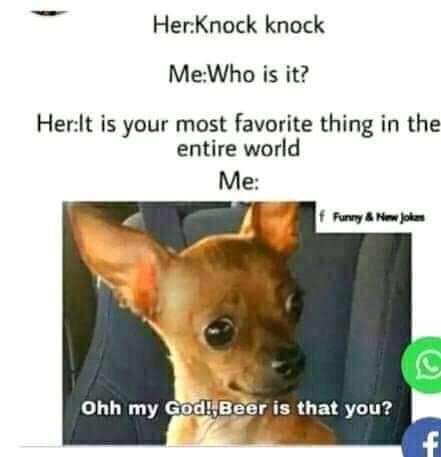 Her:Knock knock
Me:Who is it?
Her:It is your most favorite thing in the
entire world
Me:
f Funny & New Jokes
Ohh my God!,Beer is that you?
f